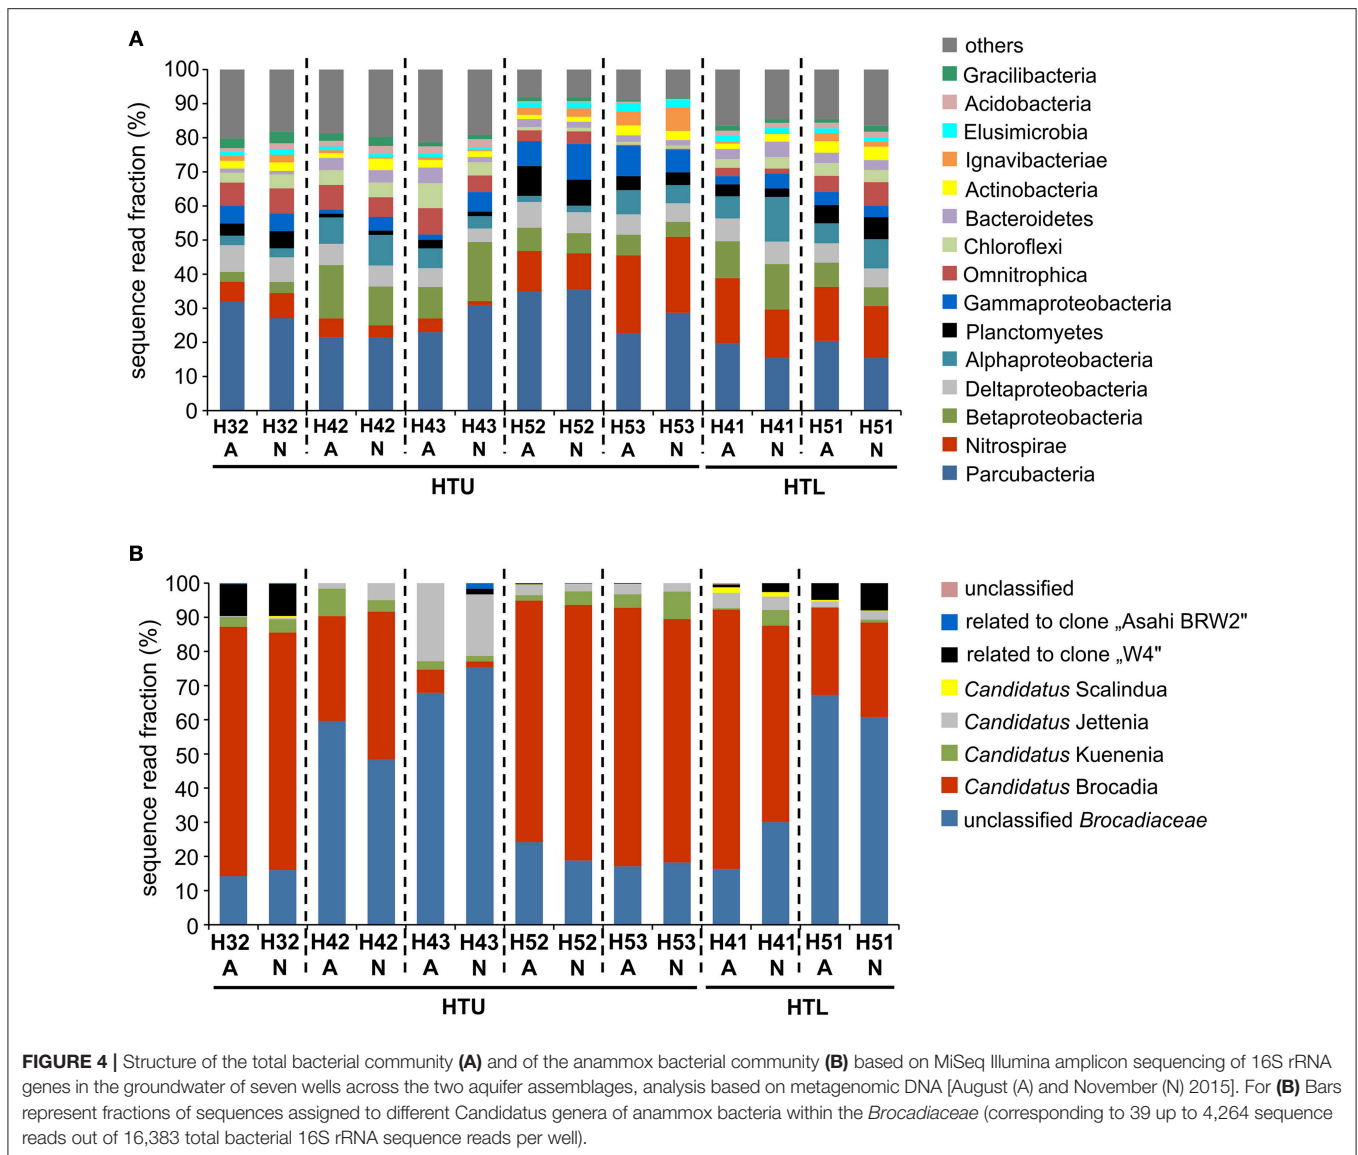 A
sequence read fraction (%)
100
90
80
70
60
50
40
30
20
10
0
H32 H32 H42 H42 H43 H43 H52 H52 H53 H53 H41 H41 H51 H51
A N A N A N A N A N A N A N
HTU HTL
others
Gracilibacteria
Acidobacteria
Elusimicrobia
Ignavibacteriae
Actinobacteria
Bacteroidetes
Chloroflexi
Omnitrophica
Gammaproteobacteria
Planctomyetes
Alphaproteobacteria
Deltaproteobacteria
Betaproteobacteria
Nitrospirae
Parcubacteria
B
sequence read fraction (%)
100
90
80
70
60
50
40
30
20
10
0
H32 H32 H42 H42 H43 H43 H52 H52 H53 H53 H41 H41 H51 H51
A N A N A N A N A N A N A N
HTU HTL
unclassified
related to clone „Asahi BRW2"
related to clone „W4"
Candidatus Scalindua
Candidatus Jettenia
Candidatus Kuenenia
Candidatus Brocadia
unclassified Brocadiaceae
FIGURE 4 | Structure of the total bacterial community (A) and of the anammox bacterial community (B) based on MiSeq Illumina amplicon sequencing of 16S rRNA
genes in the groundwater of seven wells across the two aquifer assemblages, analysis based on metagenomic DNA [August (A) and November (N) 2015]. For (B) Bars
represent fractions of sequences assigned to different Candidatus genera of anammox bacteria within the Brocadiaceae (corresponding to 39 up to 4,264 sequence
reads out of 16,383 total bacterial 16S rRNA sequence reads per well).